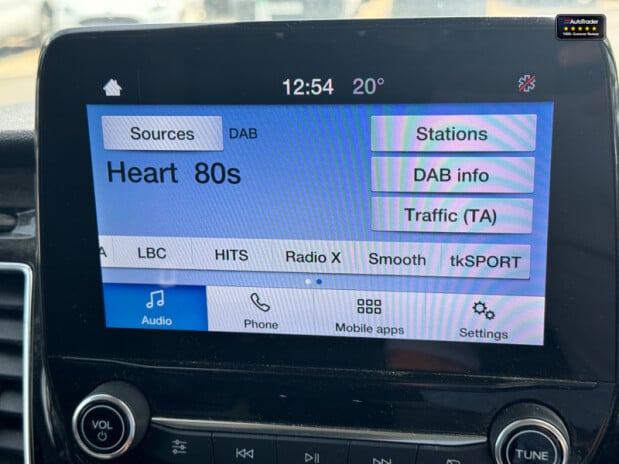 AutoTrader
12:54 20°
Sources DAB Stations
Heart 80s DAB info
Traffic (TA)
A LBC HITS Radio X Smooth tkSPORT
Audio Phone Mobile apps Settings
VOL TUNE